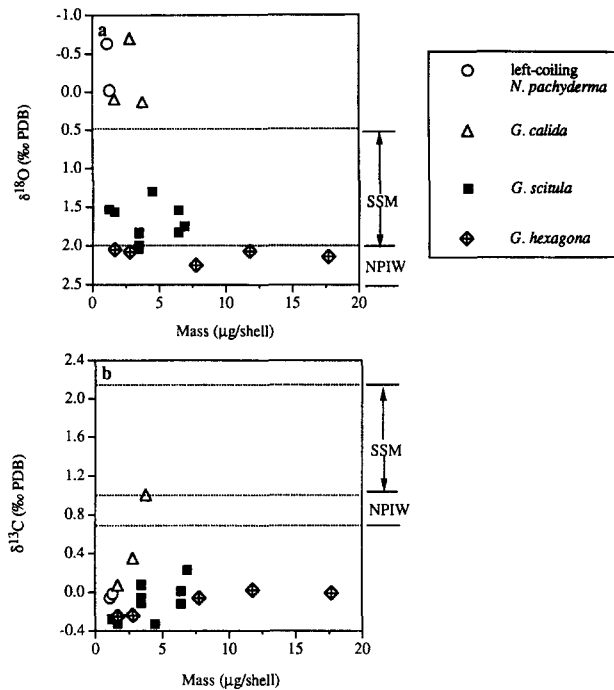 a
-1.0
-0.5
0.0
0.5
1.0
1.5
2.0
2.5
δ18O (‰ PDB)
0 5 10 15 20
Mass (μg/shell)
SSM
NPIW
left-coiling
N. pachyderma
G. calida
G. scitula
G. hexagona
b
2.4
2.0
1.6
1.2
0.8
0.4
0.0
-0.4
δ13C (‰ PDB)
0 5 10 15 20
Mass (μg/shell)
SSM
NPIW